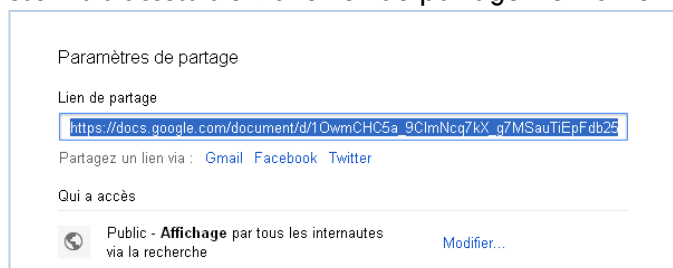 Paramètres de partage
Lien de partage
https://docs.google.com/document/d/1OwmCHC5a_9ClmNcq7kX_g7MSauTiEpFdb25
Partagez un lien via : Gmail Facebook Twitter
Qui a accès
Public - Affichage par tous les internautes
via la recherche
Modifier...